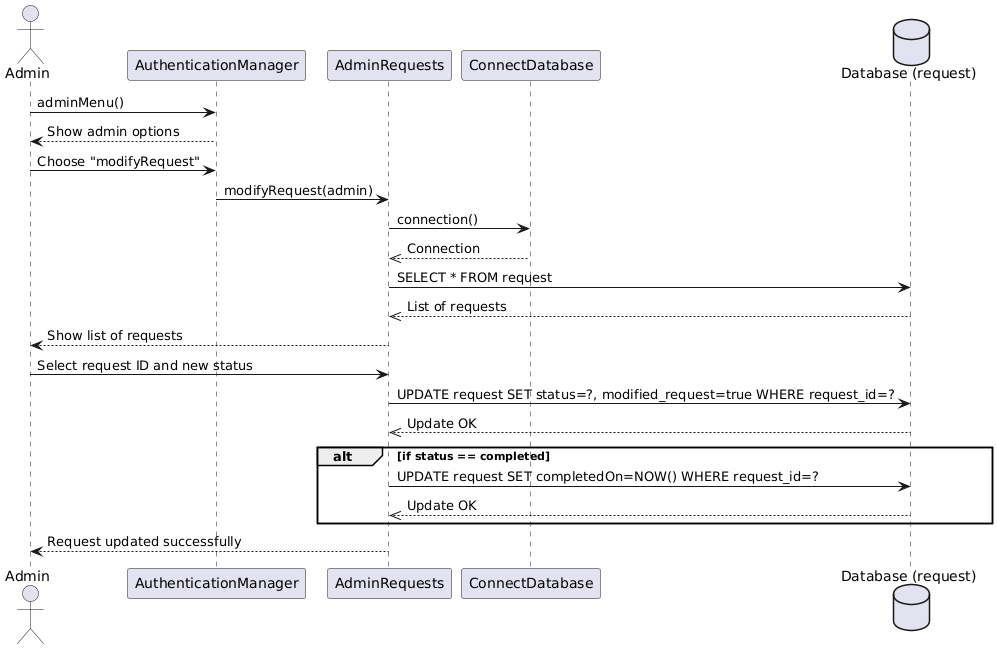 Admin
AuthenticationManager
AdminRequests
ConnectDatabase
Database (request)
adminMenu()
Show admin options
Choose "modifyRequest"
modifyRequest(admin)
connection()
Connection
SELECT * FROM request
List of requests
Show list of requests
Select request ID and new status
UPDATE request SET status=?, modified_request=true WHERE request_id=?
Update OK
alt [if status == completed]
UPDATE request SET completedOn=NOW() WHERE request_id=?
Update OK
Request updated successfully
Admin
AuthenticationManager
AdminRequests
ConnectDatabase
Database (request)